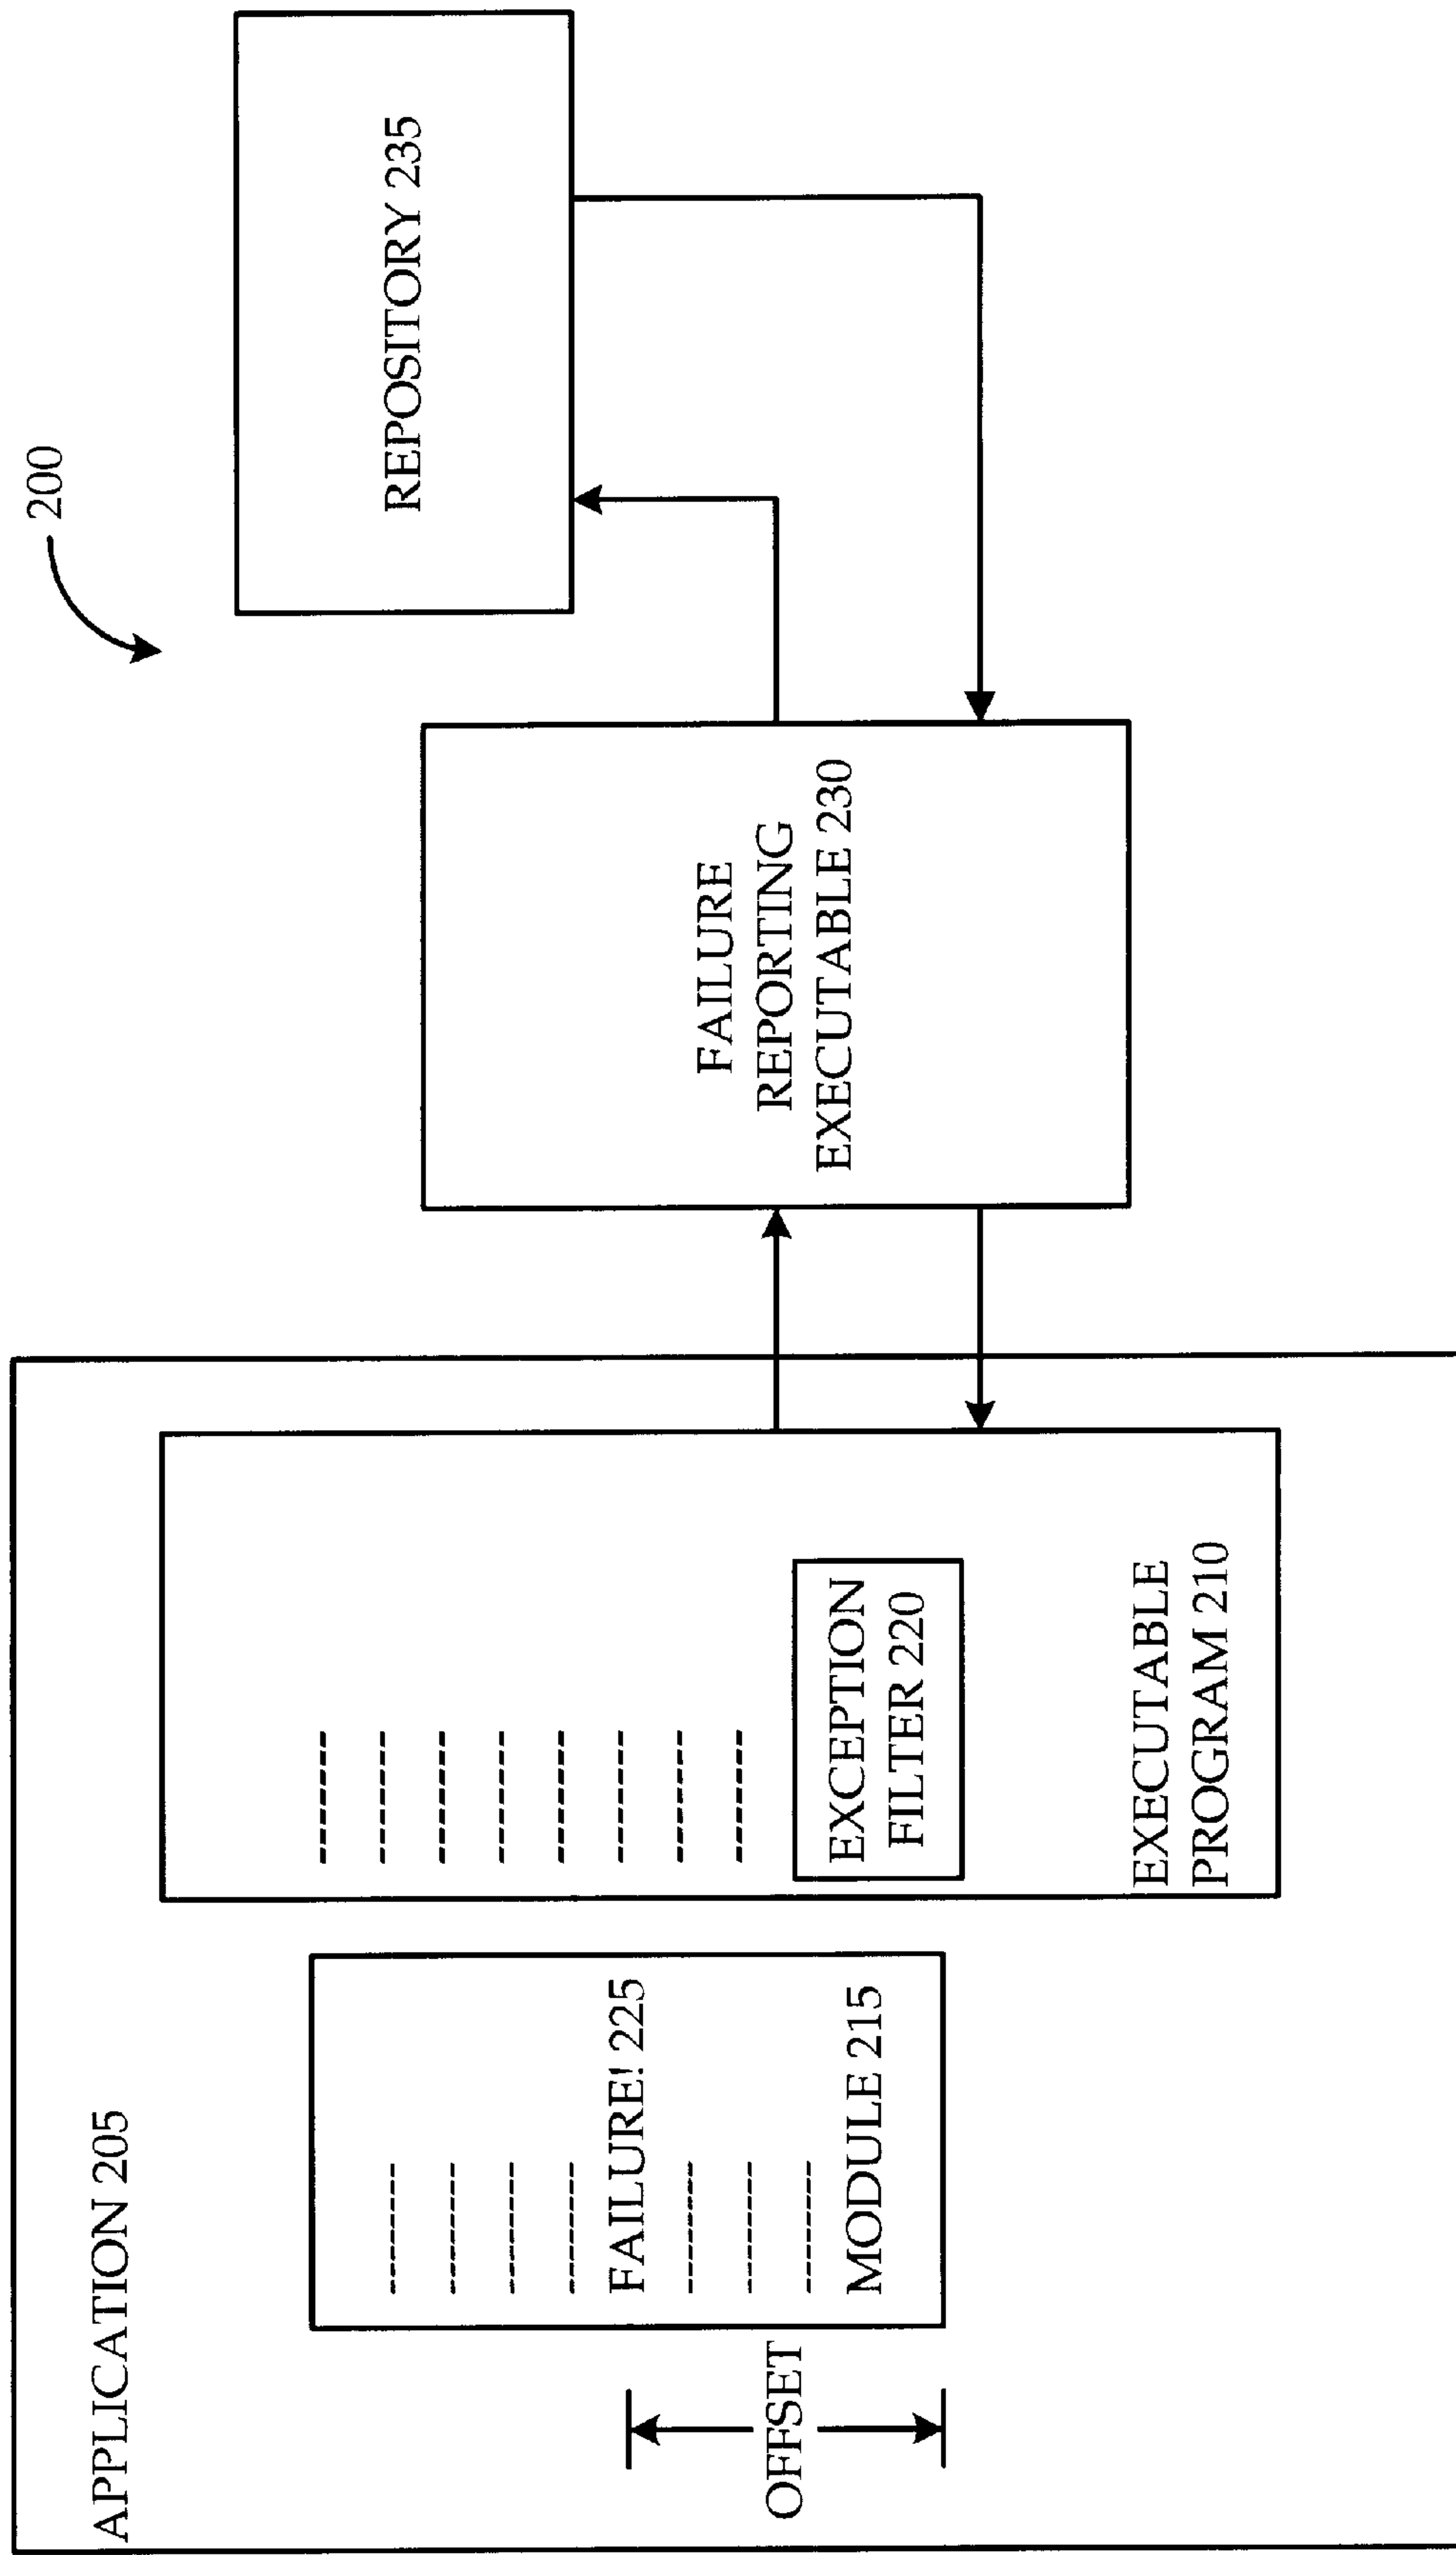 200
APPLICATION 205
OFFSET
FAILURE! 225
MODULE 215
EXCEPTION
FILTER 220
EXECUTABLE
PROGRAM 210
FAILURE
REPORTING
EXECUTABLE 230
REPOSITORY 235